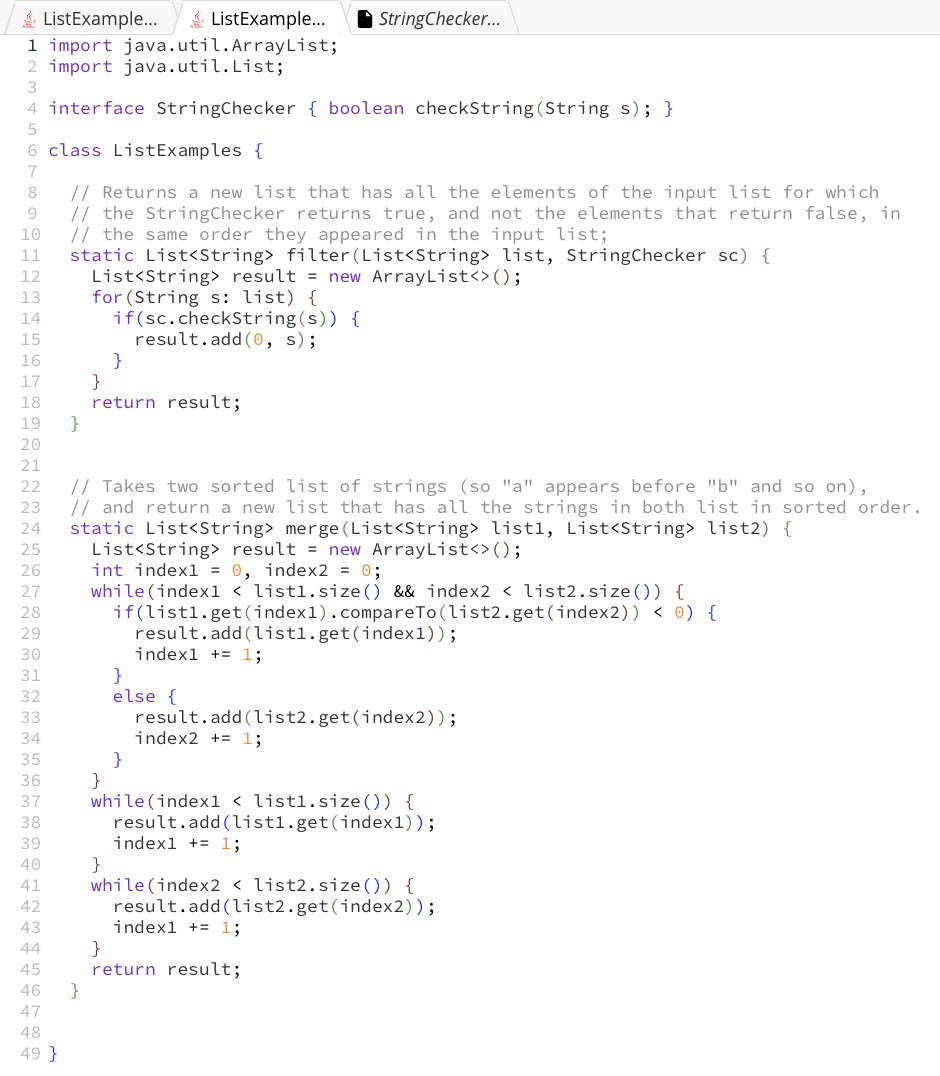 ListExample... ListExample... StringChecker...
1 import java.util.ArrayList;
2 import java.util.List;
3
4 interface StringChecker { boolean checkString(String s); }
5
6 class ListExamples {
7
8   // Returns a new list that has all the elements of the input list for which
9   // the StringChecker returns true, and not the elements that return false, in
10   // the same order they appeared in the input list;
11   static List<String> filter(List<String> list, StringChecker sc) {
12     List<String> result = new ArrayList<>();
13     for(String s: list) {
14       if(sc.checkString(s)) {
15         result.add(0, s);
16       }
17     }
18     return result;
19   }
20
21
22   // Takes two sorted list of strings (so "a" appears before "b" and so on),
23   // and return a new list that has all the strings in both list in sorted order.
24   static List<String> merge(List<String> list1, List<String> list2) {
25     List<String> result = new ArrayList<>();
26     int index1 = 0, index2 = 0;
27     while(index1 < list1.size() && index2 < list2.size()) {
28       if(list1.get(index1).compareTo(list2.get(index2)) < 0) {
29         result.add(list1.get(index1));
30         index1 += 1;
31       }
32       else {
33         result.add(list2.get(index2));
34         index2 += 1;
35       }
36     }
37     while(index1 < list1.size()) {
38       result.add(list1.get(index1));
39       index1 += 1;
40     }
41     while(index2 < list2.size()) {
42       result.add(list2.get(index2));
43       index1 += 1;
44     }
45     return result;
46   }
47
48
49 }